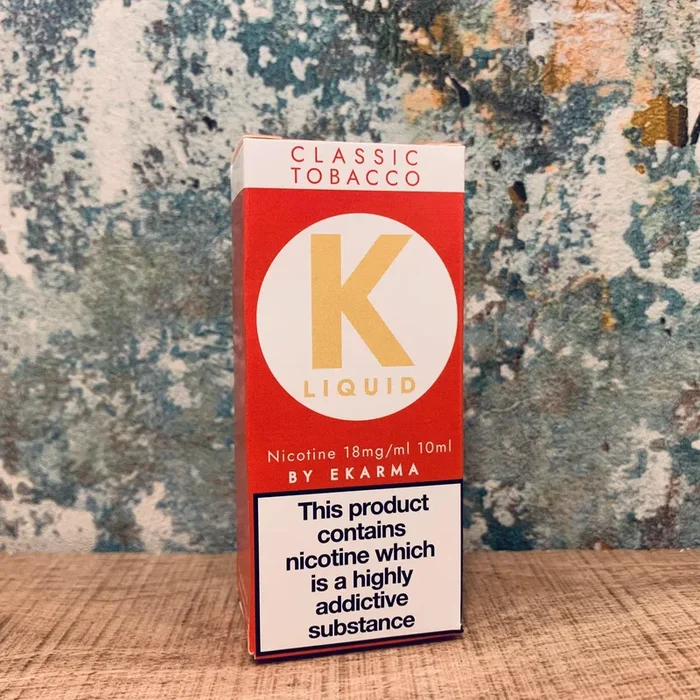 CLASSIC
TOBACCO
K
LIQUID
Nicotine 18mg/ml 10ml
BY EKARMA
This product
contains
nicotine which
is a highly
addictive
substance